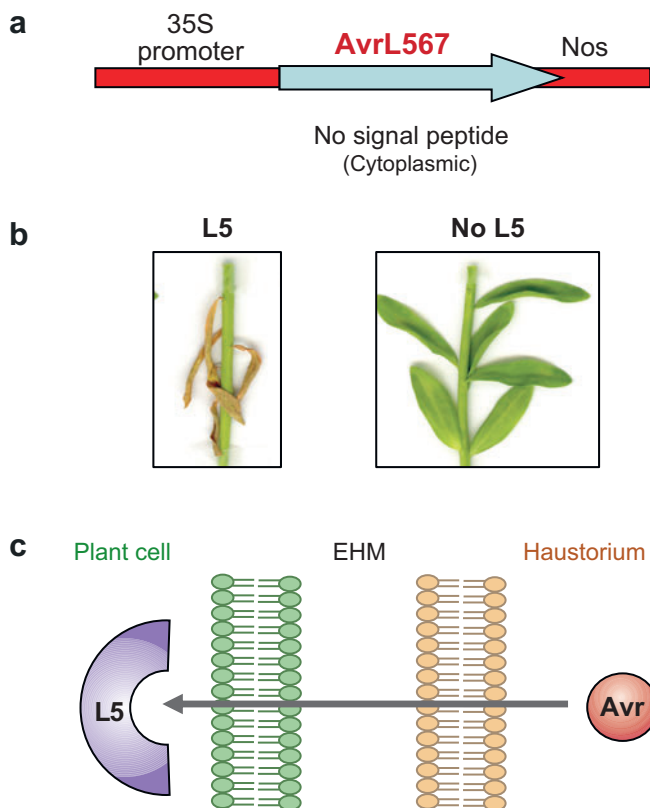 a
35S
promoter
AvrL567
Nos
No signal peptide
(Cytoplasmic)
b
L5
No L5
c
Plant cell
EHM
Haustorium
L5
Avr